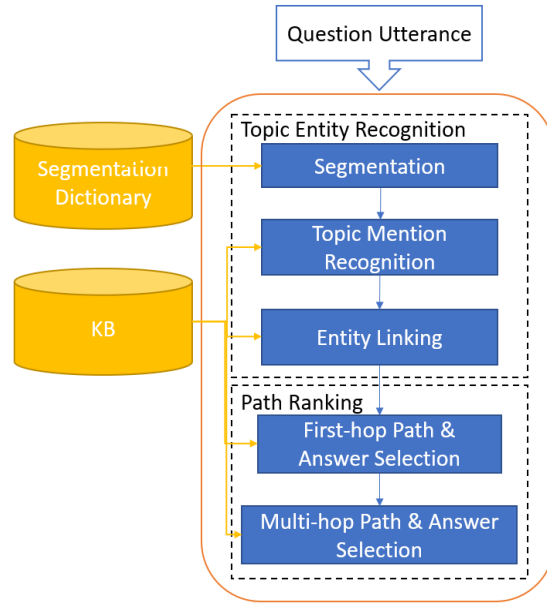 Question Utterance
Topic Entity Recognition
Segmentation
Dictionary
Segmentation
Topic Mention
Recognition
KB
Entity Linking
Path Ranking
First-hop Path &
Answer Selection
Multi-hop Path & Answer
Selection